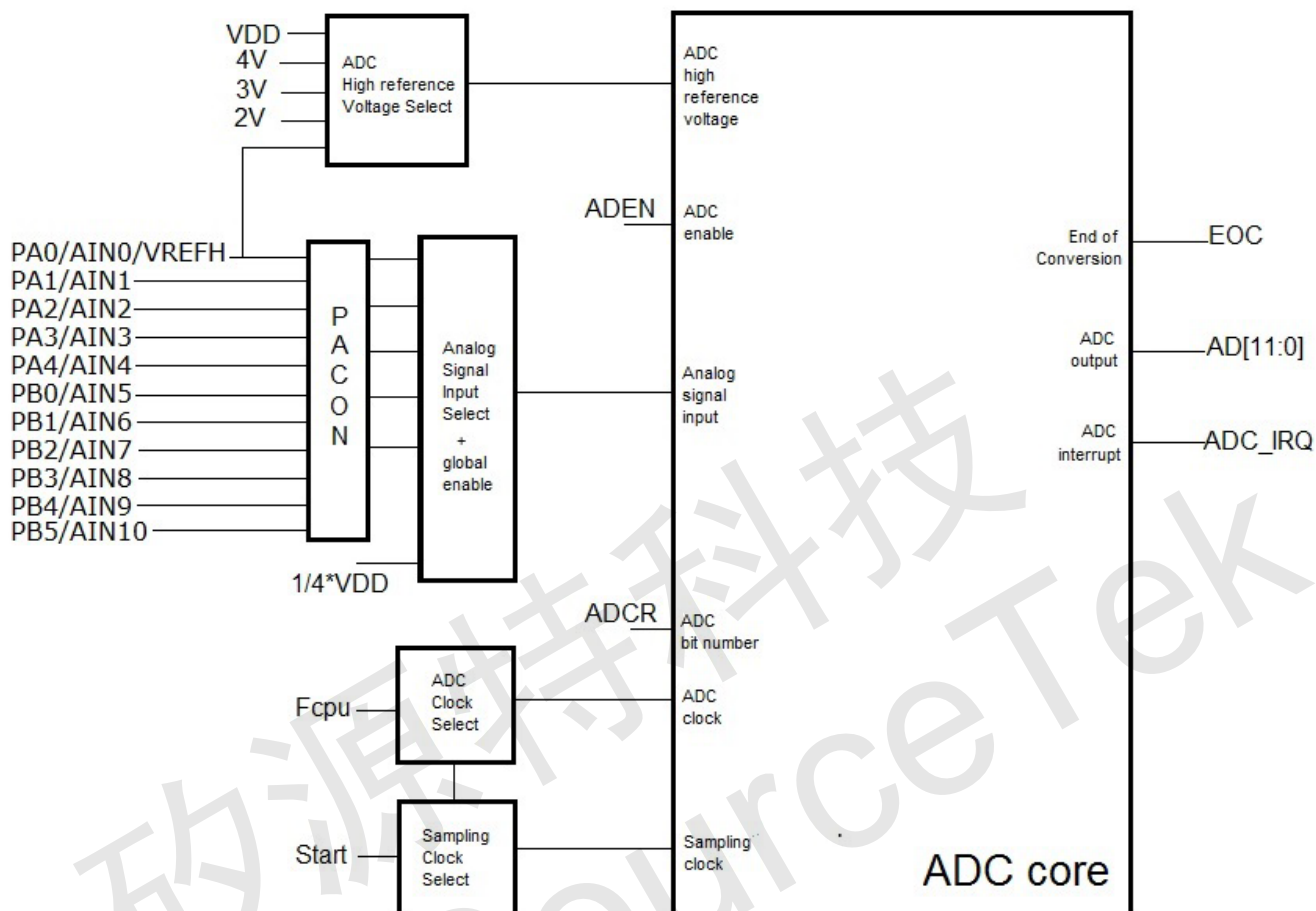 VDD
4V
3V
2V
ADC
High reference
Voltage Select
ADC
high
reference
voltage
ADEN
ADC
enable
PA0/AIN0/VREFH
PA1/AIN1
PA2/AIN2
PA3/AIN3
PA4/AIN4
PB0/AIN5
PB1/AIN6
PB2/AIN7
PB3/AIN8
PB4/AIN9
PB5/AIN10
P
A
C
O
N
Analog
Signal
Input
Select
+
global
enable
1/4*VDD
Analog
signal
input
End of
Conversion
EOC
ADC
output
AD[11:0]
ADC
interrupt
ADC_IRQ
ADCR
ADC
bit number
Fcpu
ADC
Clock
Select
ADC
clock
Start
Sampling
Clock
Select
Sampling
clock
ADC core
矽源特科技
ourceTek